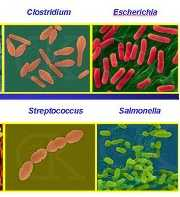 Clostridium Escherichia
Streptococcus Salmonella